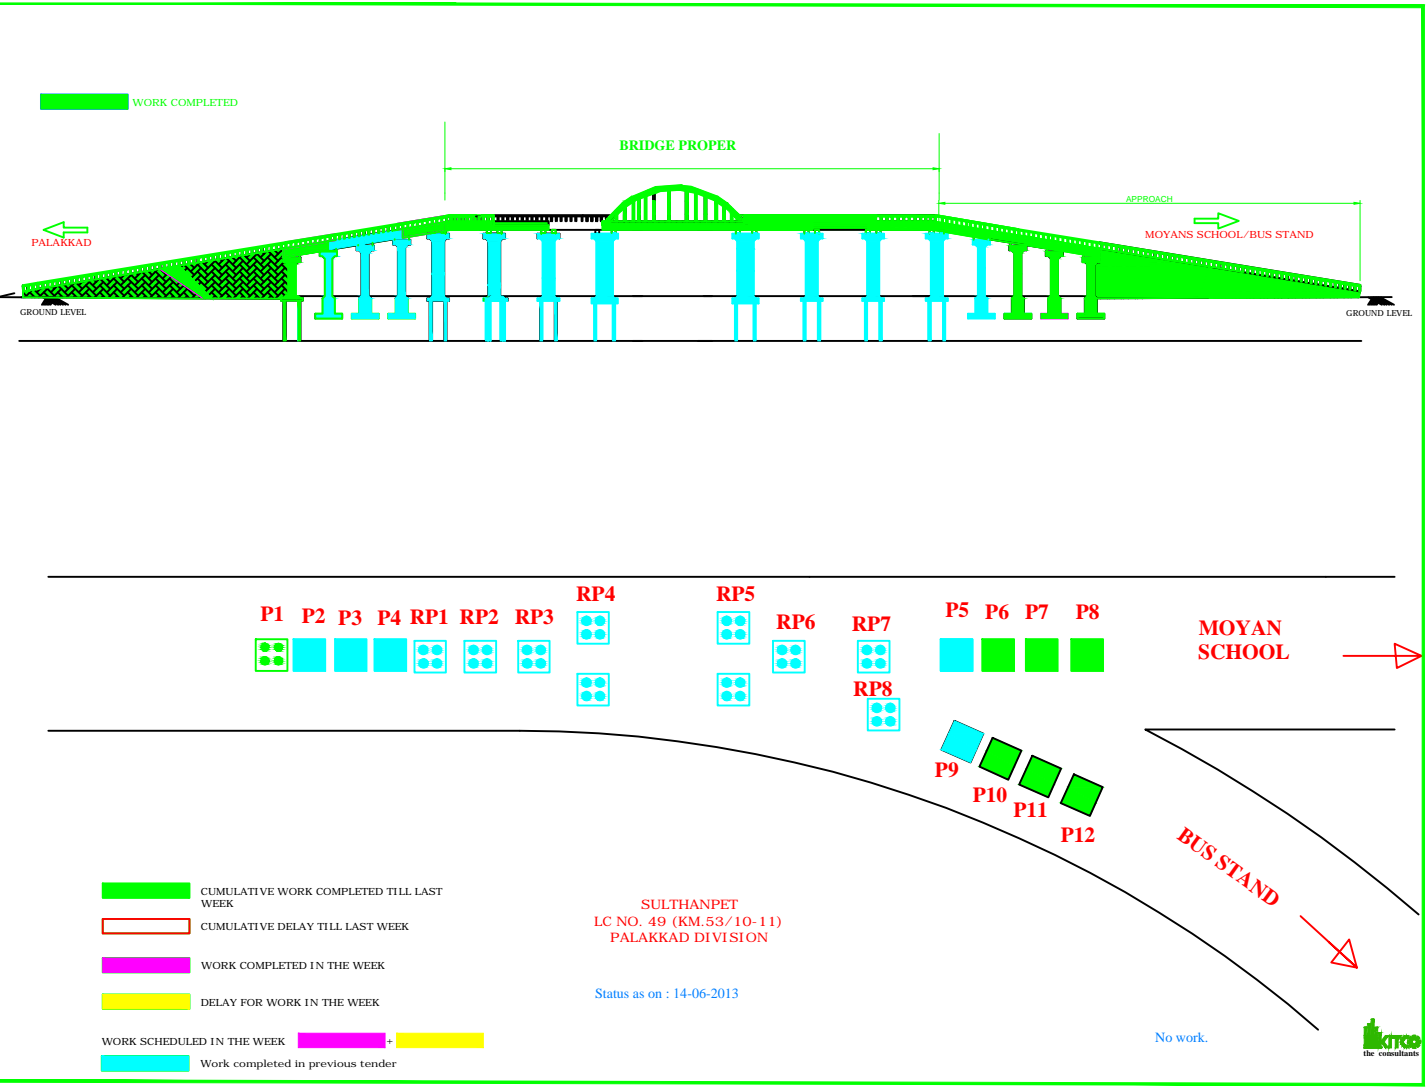 WORK COMPLETED
BRIDGE PROPER
APPROACH
PALAKKAD
MOYANS SCHOOL/BUS STAND
GROUND LEVEL
GROUND LEVEL
P1 P2 P3 P4 RP1 RP2 RP3 RP4 RP5 RP6 RP7 P5 P6 P7 P8
MOYAN
SCHOOL
RP8
P9
P10
P11
P12
BUS STAND
CUMULATIVE WORK COMPLETED TILL LAST
WEEK
CUMULATIVE DELAY TILL LAST WEEK
WORK COMPLETED IN THE WEEK
DELAY FOR WORK IN THE WEEK
WORK SCHEDULED IN THE WEEK +
Work completed in previous tender
SULTHANPET
LC NO. 49 (KM.53/10-11)
PALAKKAD DIVISION
Status as on : 14-06-2013
No work.
KITCO
the consultants